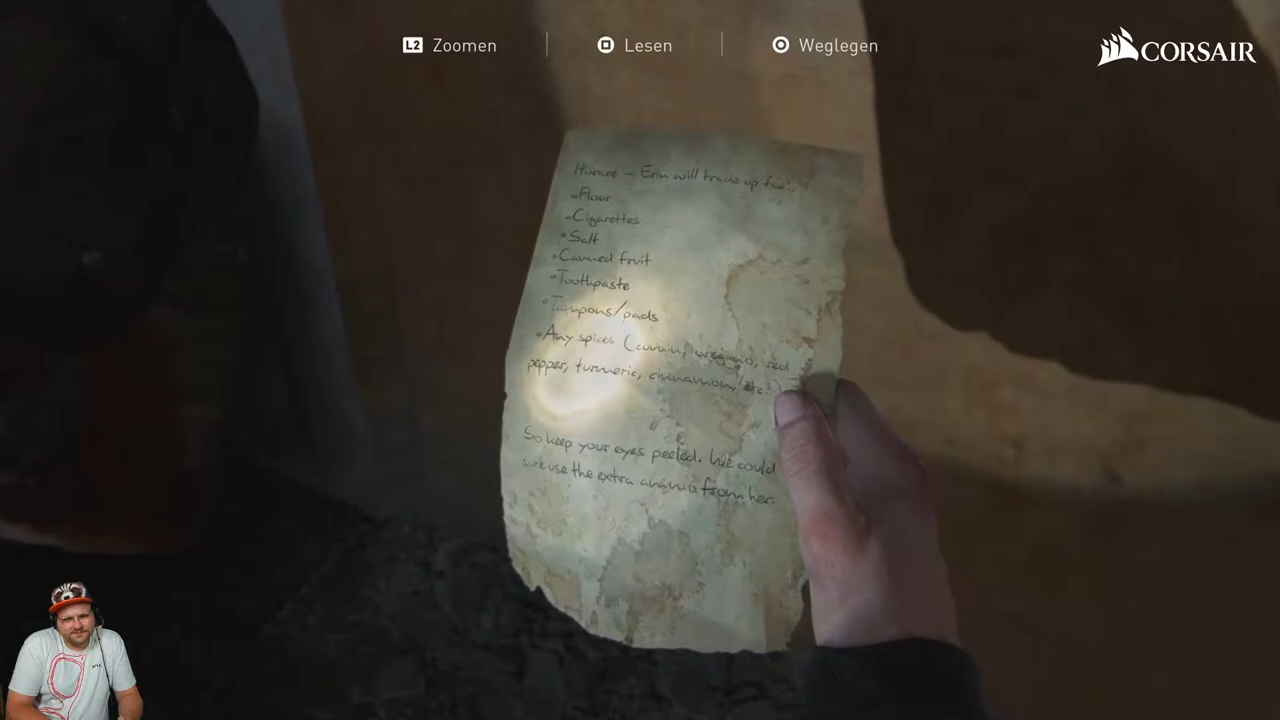 L2 Zoomen
Lesen
Weglegen
CORSAIR
Horace - Erin will trade up for:
Flour
Cigarettes
Salt
Canned fruit
Toothpaste
Tampons/pads
Any spices (cumin, oregano, red
pepper, turmeric, cinnamon, etc.)
So keep your eyes peeled. We could
sure use the extra ammo from her.